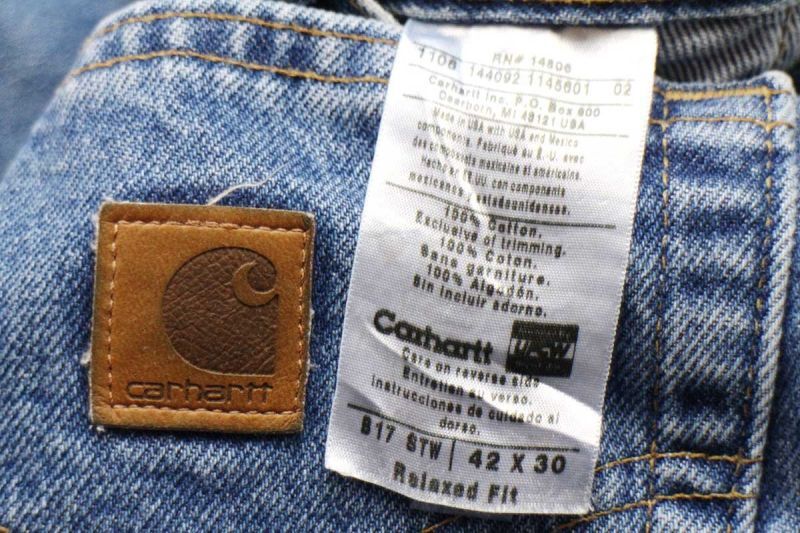 RN# 14806
1106 144092 1145601 02
Carhartt Inc. P.O. Box 600
Dearborn, MI 48121 USA
Made in USA with USA and Mexico
components. Fabriqué au É.-U. avec
des composants mexicains et américains.
Hecho en EE.UU. con componente
mexicanos y estadounidenses.
100% Cotton.
Exclusive of trimming.
100% Coton.
Sans garniture.
100% Algodón.
Sin incluir adorno.
Carhartt UFCW
Care on reverse side
Entretien au verso.
instrucciones de cuidado al
dorso.
B17 STW 42 X 30
Relaxed Fit
carhartt